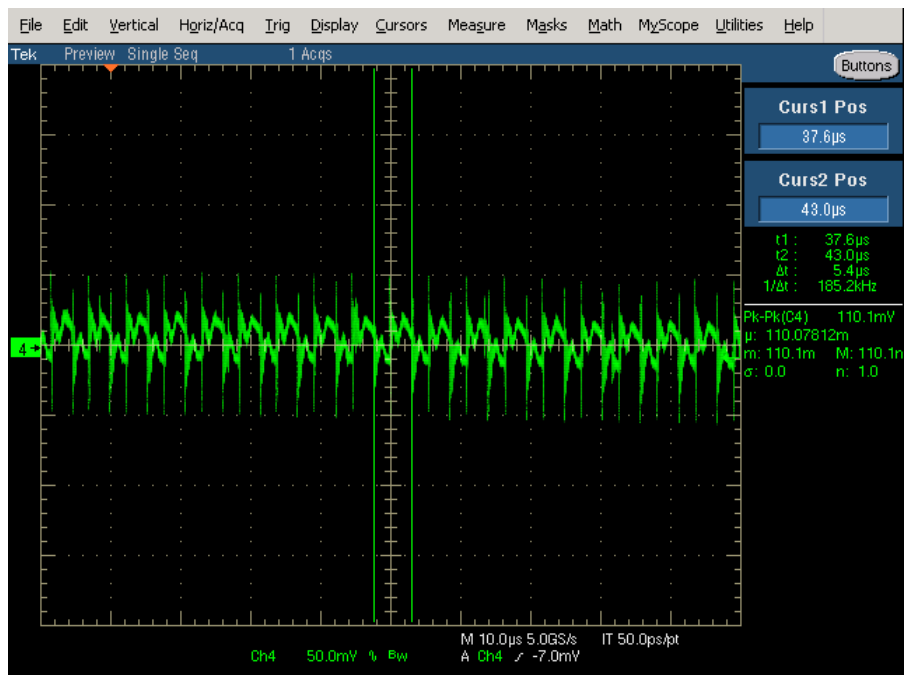 File Edit Vertical Horiz/Acq Trig Display Cursors Measure Masks Math MyScope Utilities Help
Tek Preview Single Seq 1 Acqs
Buttons
Curs1 Pos
37.6µs
Curs2 Pos
43.0µs
t1 : 37.6µs
t2 : 43.0µs
Δt : 5.4µs
1/Δt : 185.2kHz
Pk-Pk(C4) 110.1mV
µ: 110.07812m
m: 110.1m M: 110.1m
σ: 0.0 n: 1.0
4
M 10.0µs 5.0GS/s IT 50.0ps/pt
Ch4 50.0mV % Bw A Ch4 -7.0mV